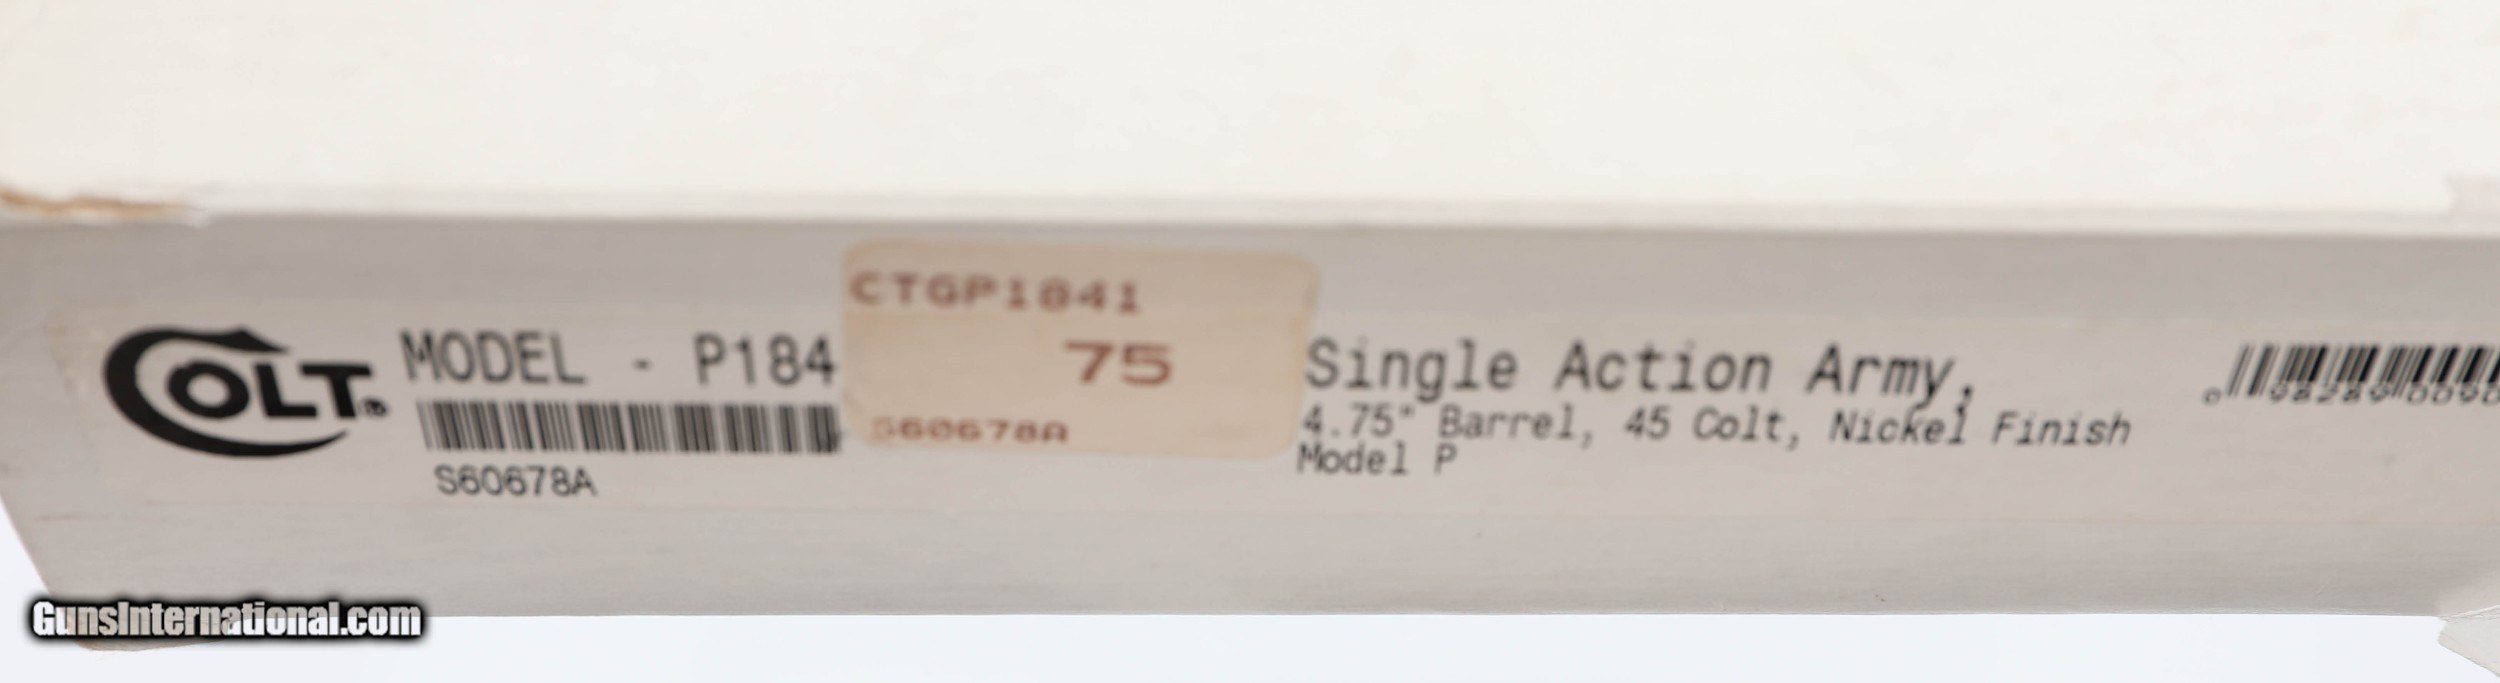 COLT
MODEL - P184
S60678A
CTGP1841
75
S60678A
Single Action Army,
4.75" Barrel, 45 Colt, Nickel Finish
Model P
GunsInternational.com